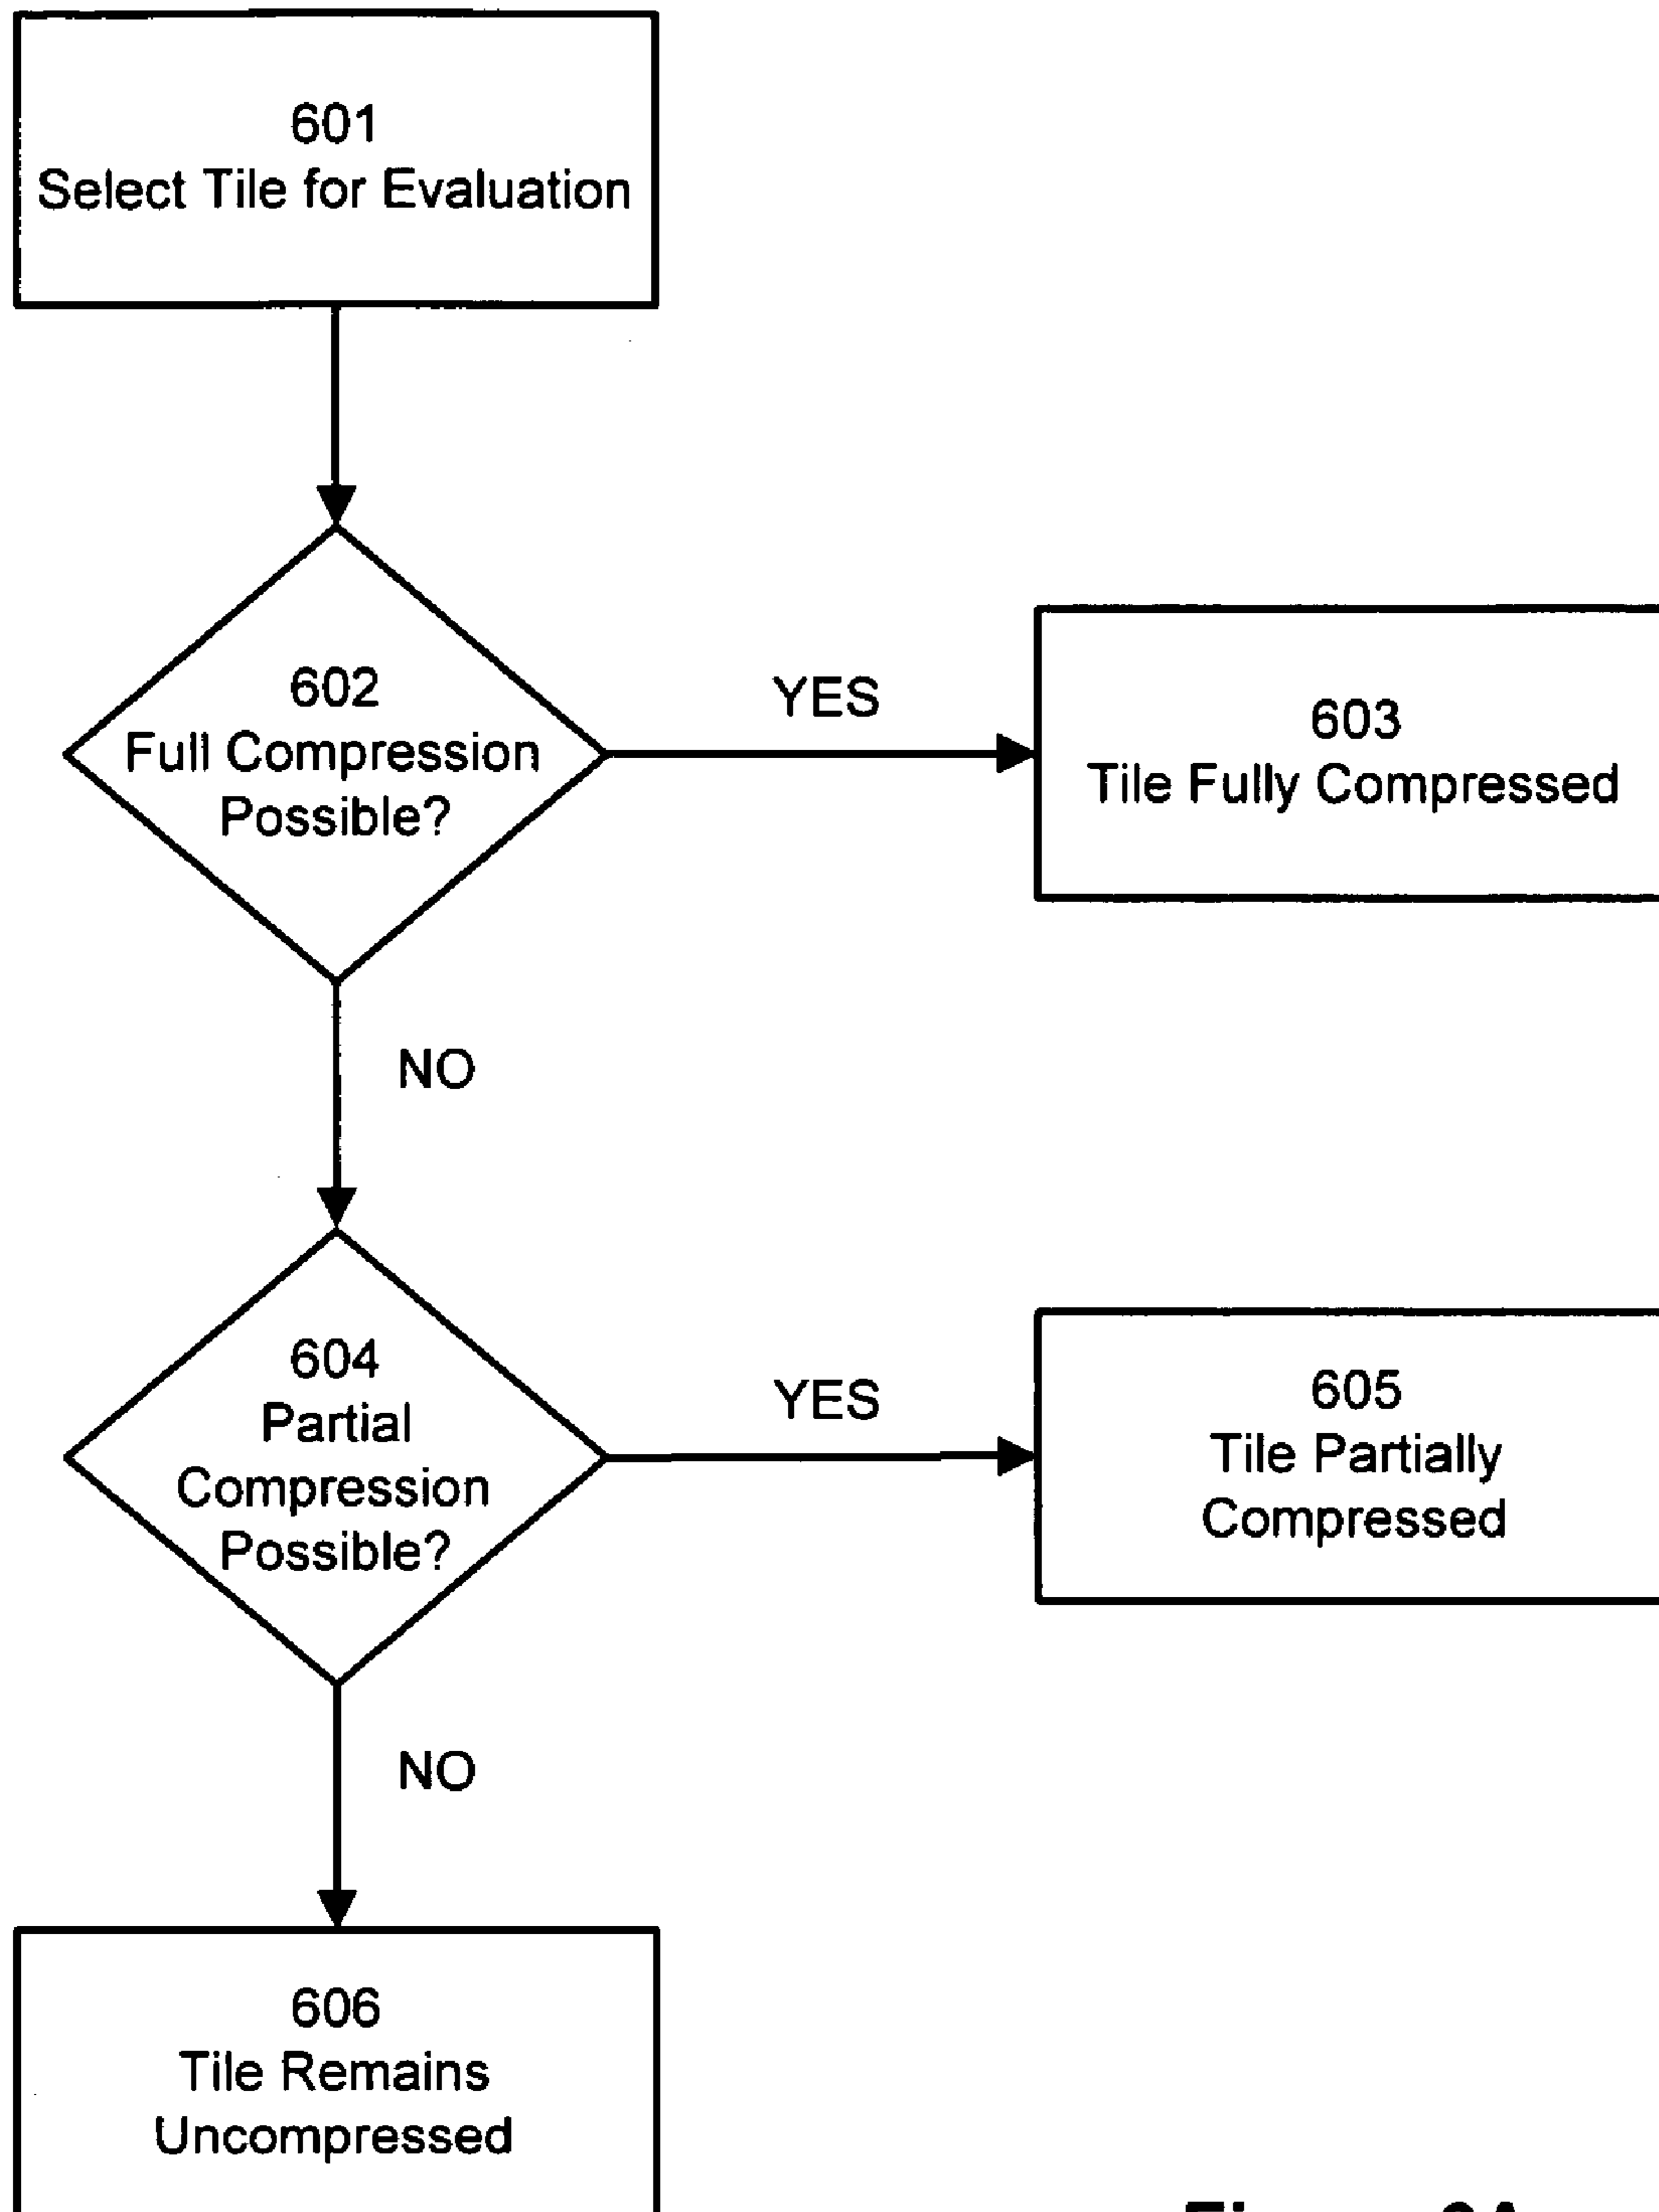 601
Select Tile for Evaluation
602
Full Compression
Possible?
YES
603
Tile Fully Compressed
NO
604
Partial
Compression
Possible?
YES
605
Tile Partially
Compressed
NO
606
Tile Remains
Uncompressed